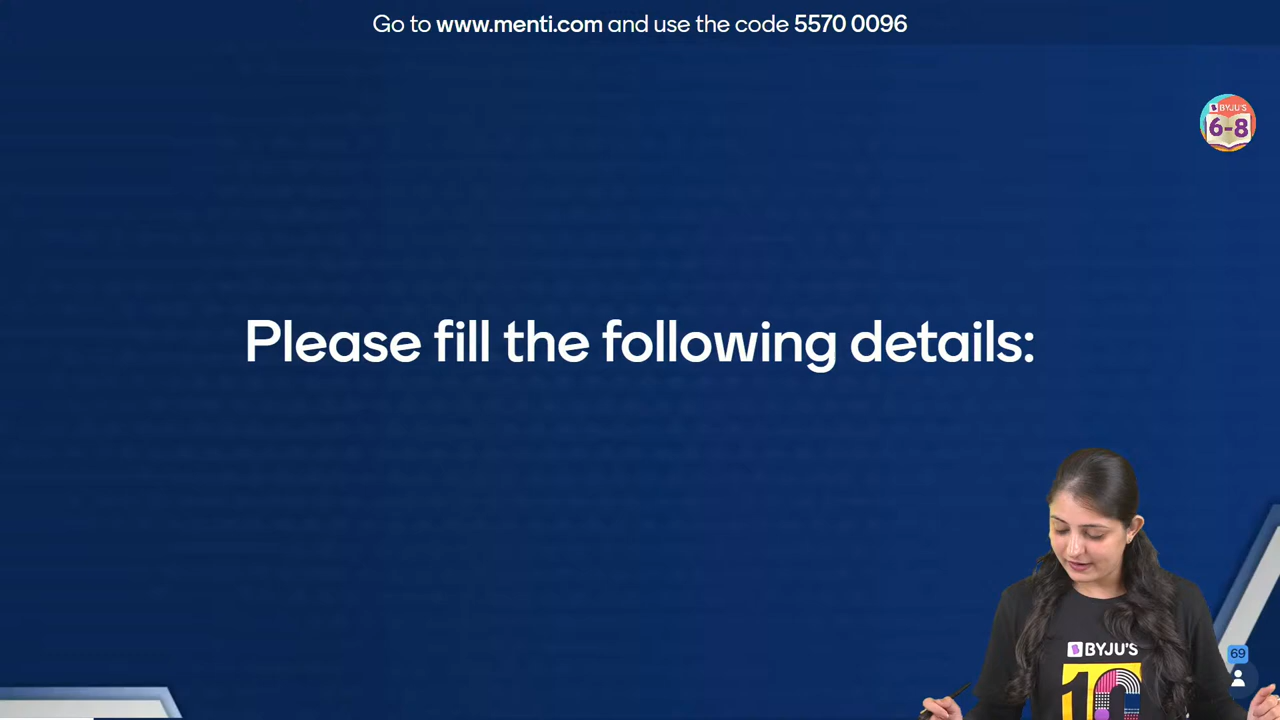 Go to www.menti.com and use the code 5570 0096
BYJU'S
6-8
Please fill the following details:
BYJU'S
10
69